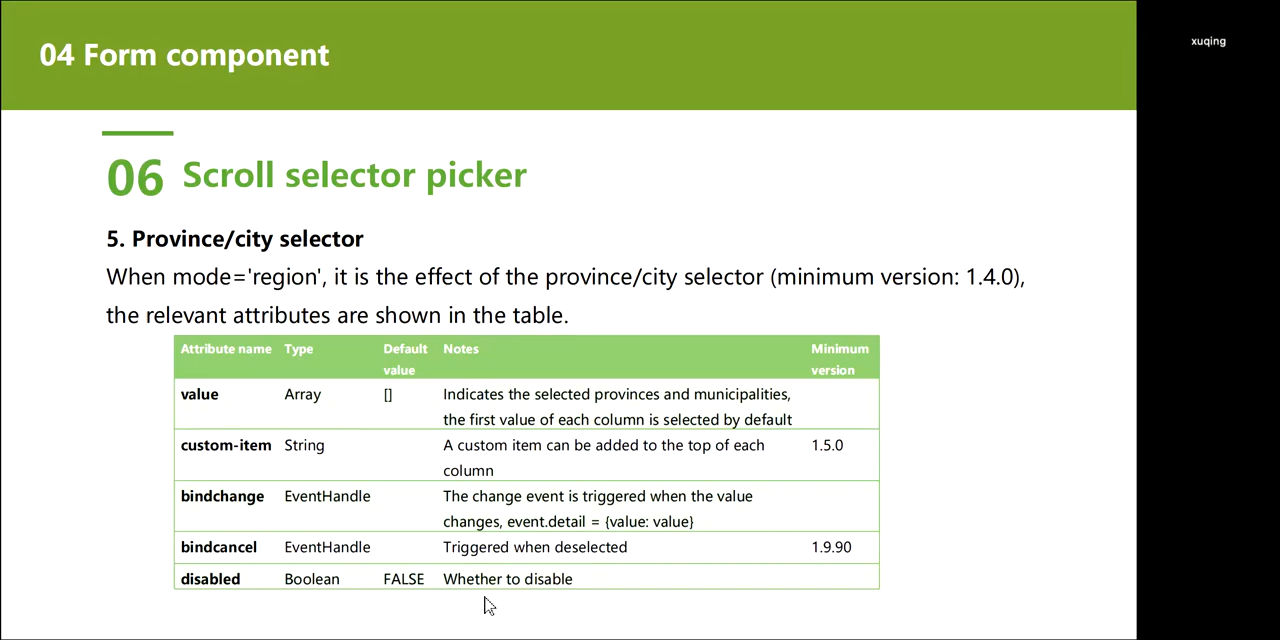 04 Form component
xuqing
06 Scroll selector picker
5. Province/city selector
When mode='region', it is the effect of the province/city selector (minimum version: 1.4.0),
the relevant attributes are shown in the table.
Attribute name Type Default value Notes Minimum version
value Array [] Indicates the selected provinces and municipalities,
the first value of each column is selected by default
custom-item String A custom item can be added to the top of each 1.5.0
column
bindchange EventHandle The change event is triggered when the value
changes, event.detail = {value: value}
bindcancel EventHandle Triggered when deselected 1.9.90
disabled Boolean FALSE Whether to disable